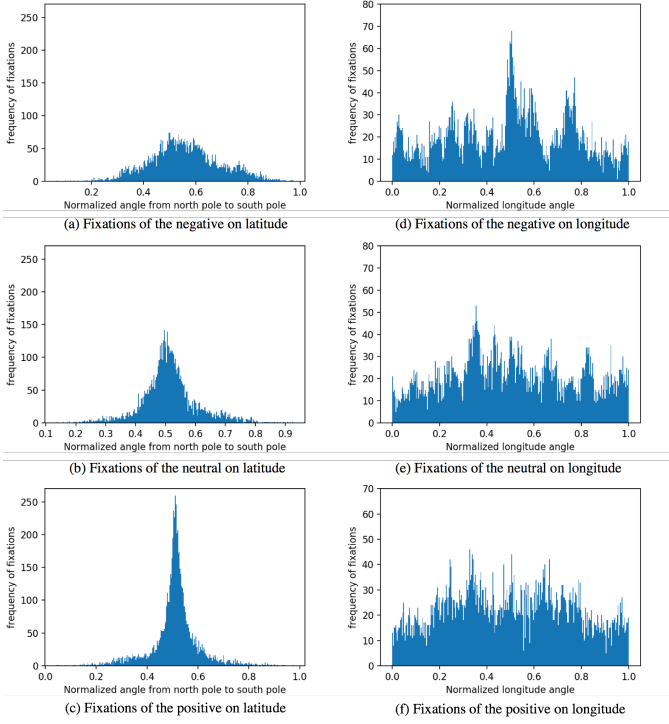 250
200
150
100
50
0
frequency of fixations
0.2 0.4 0.6 0.8 1.0
Normalized angle from north pole to south pole
(a) Fixations of the negative on latitude
80
70
60
50
40
30
20
10
0
frequency of fixations
0.0 0.2 0.4 0.6 0.8 1.0
Normalized longitude angle
(d) Fixations of the negative on longitude
250
200
150
100
50
0
frequency of fixations
0.1 0.2 0.3 0.4 0.5 0.6 0.7 0.8 0.9
Normalized angle from north pole to south pole
(b) Fixations of the neutral on latitude
80
70
60
50
40
30
20
10
0
frequency of fixations
0.0 0.2 0.4 0.6 0.8 1.0
Normalized longitude angle
(e) Fixations of the neutral on longitude
250
200
150
100
50
0
frequency of fixations
0.0 0.2 0.4 0.6 0.8 1.0
Normalized angle from north pole to south pole
(c) Fixations of the positive on latitude
70
60
50
40
30
20
10
0
frequency of fixations
0.0 0.2 0.4 0.6 0.8 1.0
Normalized longitude angle
(f) Fixations of the positive on longitude